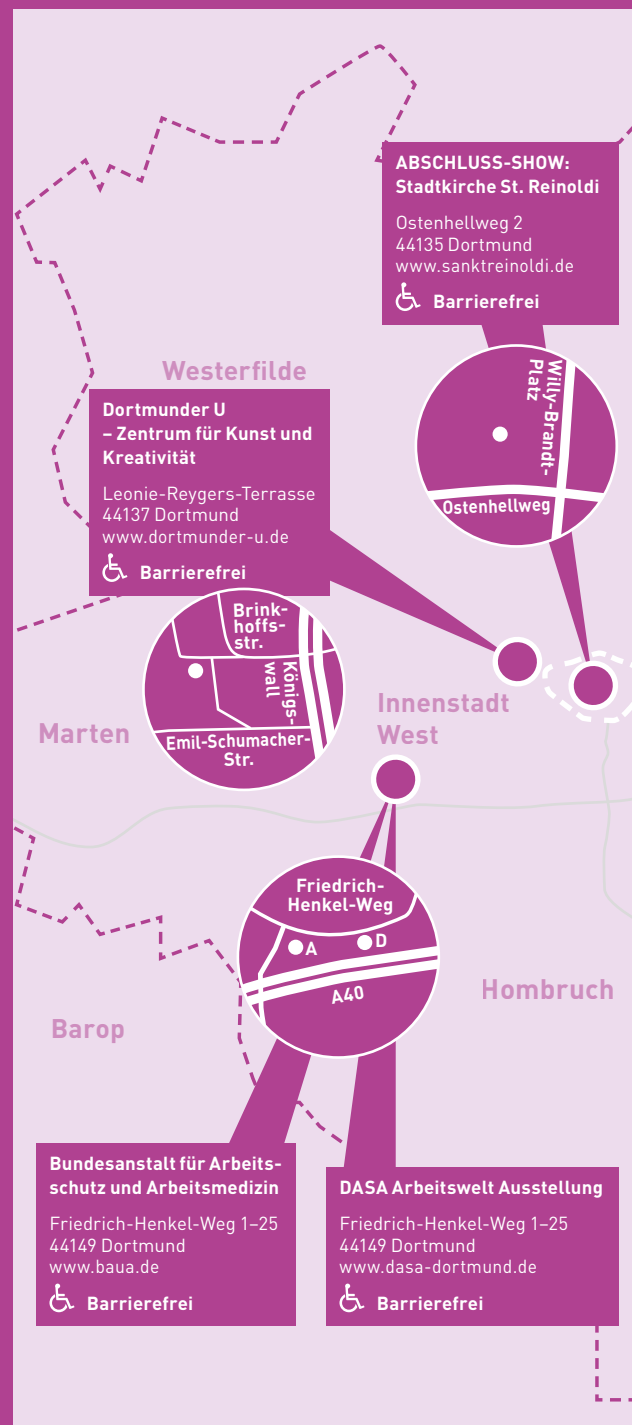 ABSCHLUSS-SHOW:
Stadtkirche St. Reinoldi
Ostenhellweg 2
44135 Dortmund
www.sanktreinoldi.de
Barrierefrei
Willy-Brandt-
Platz
Ostenhellweg
Westerfilde
Dortmunder U
– Zentrum für Kunst und
Kreativität
Leonie-Reygers-Terrasse
44137 Dortmund
www.dortmunder-u.de
Barrierefrei
Brink-
hoffs-
str.
Königs-
wall
Emil-Schumacher-
Str.
Marten
Innenstadt
West
Friedrich-
Henkel-Weg
A
D
A40
Hombruch
Barop
Bundesanstalt für Arbeits-
schutz und Arbeitsmedizin
Friedrich-Henkel-Weg 1–25
44149 Dortmund
www.baua.de
Barrierefrei
DASA Arbeitswelt Ausstellung
Friedrich-Henkel-Weg 1–25
44149 Dortmund
www.dasa-dortmund.de
Barrierefrei